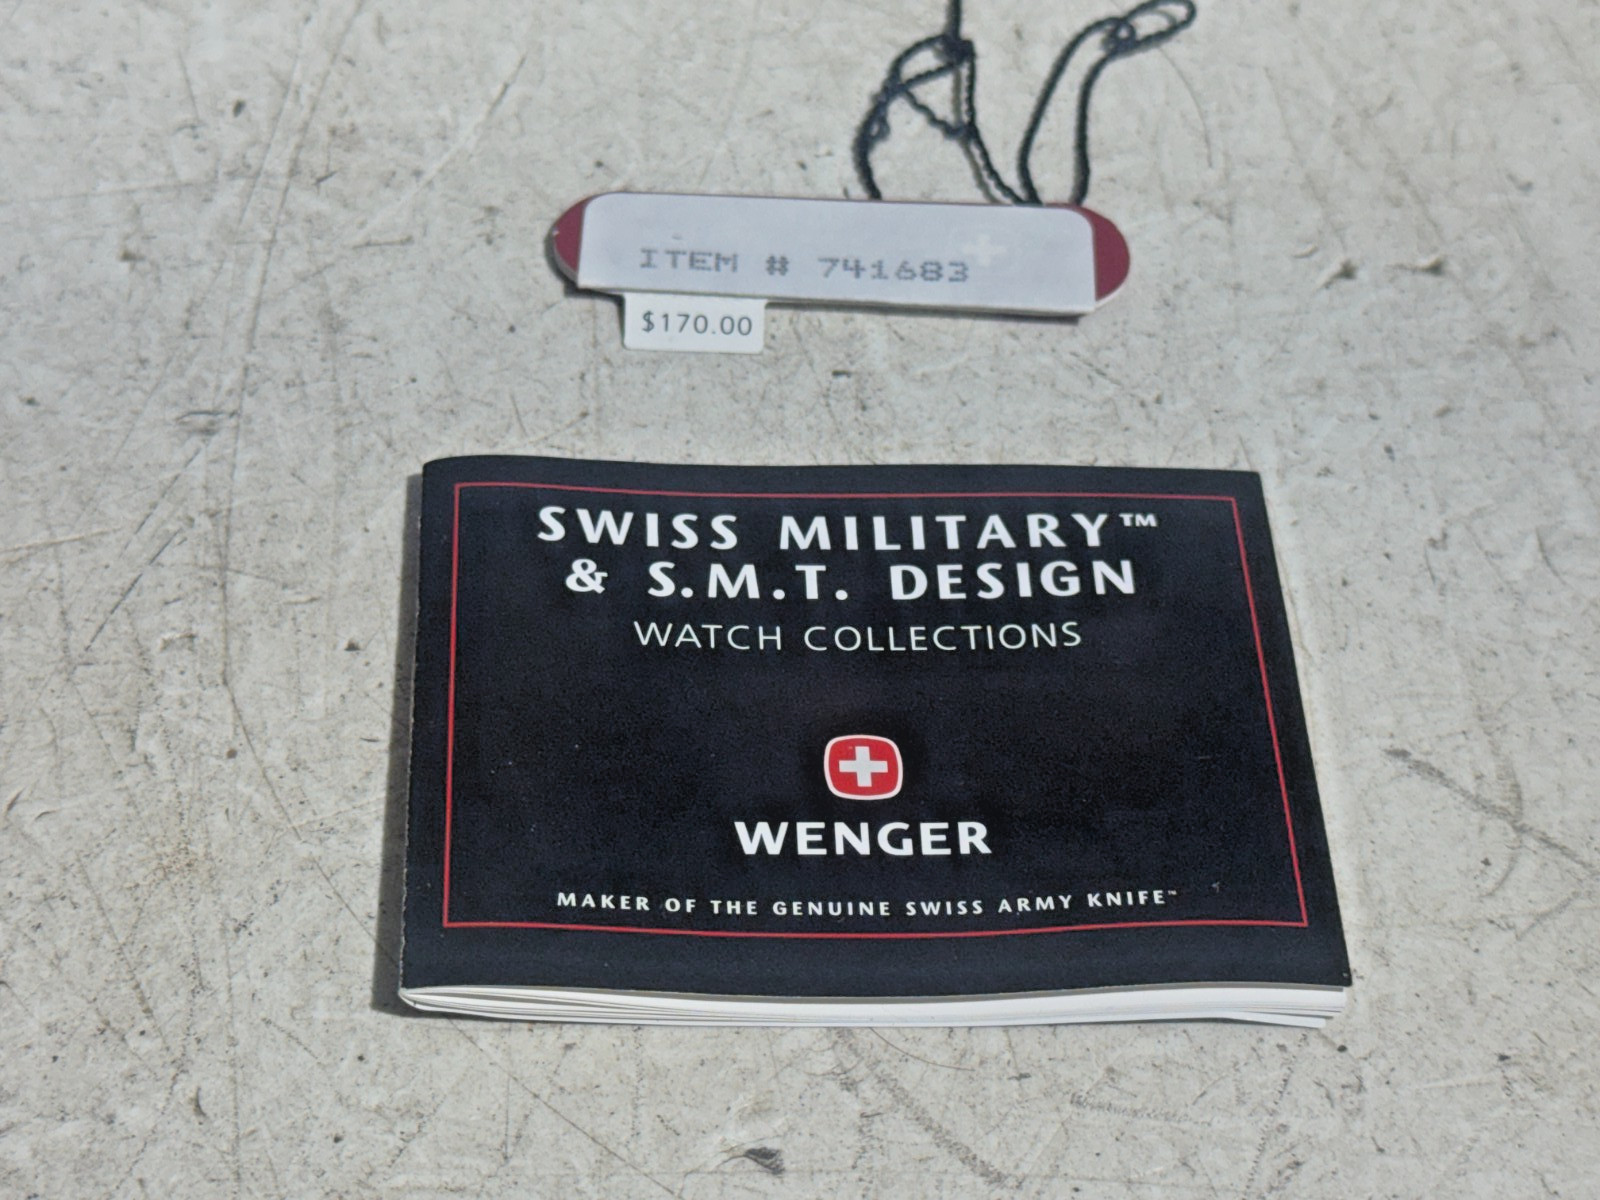 ITEM # 741683
$170.00
SWISS MILITARY™
& S.M.T. DESIGN
WATCH COLLECTIONS
WENGER
MAKER OF THE GENUINE SWISS ARMY KNIFE™